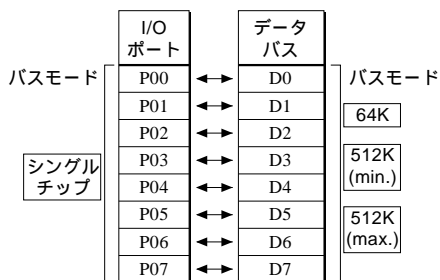 I/O
ポート
データ
バス
バスモード
バスモード
P00
D0
P01
D1
64K
P02
D2
シングル
チップ
P03
D3
512K
(min.)
P04
D4
P05
D5
512K
(max.)
P06
D6
P07
D7